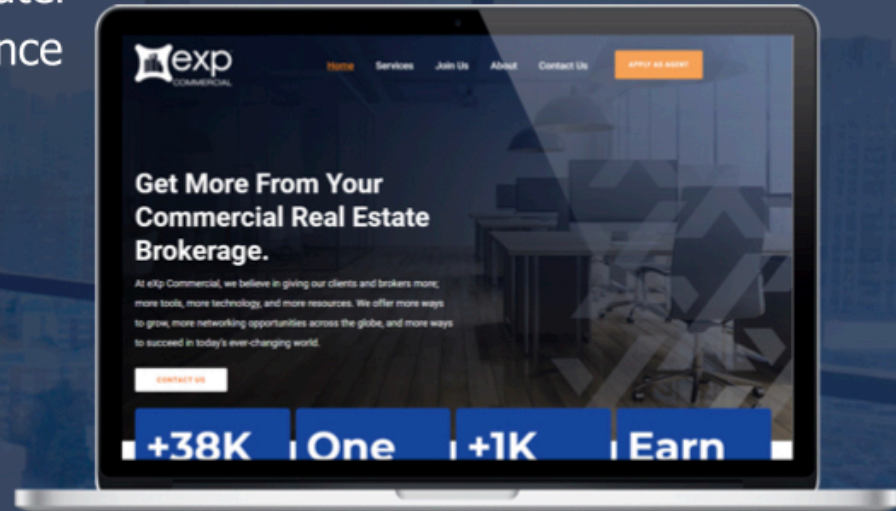 nce
exp
COMMERCIAL
Home Services Join Us About Contact Us APPLY AS AGENT
Get More From Your
Commercial Real Estate
Brokerage.
At eXp Commercial, we believe in giving our clients and brokers more;
more tools, more technology, and more resources. We offer more ways
to grow, more networking opportunities across the globe, and more ways
to succeed in today's ever-changing world.
CONTACT US
+38K One +1K Earn